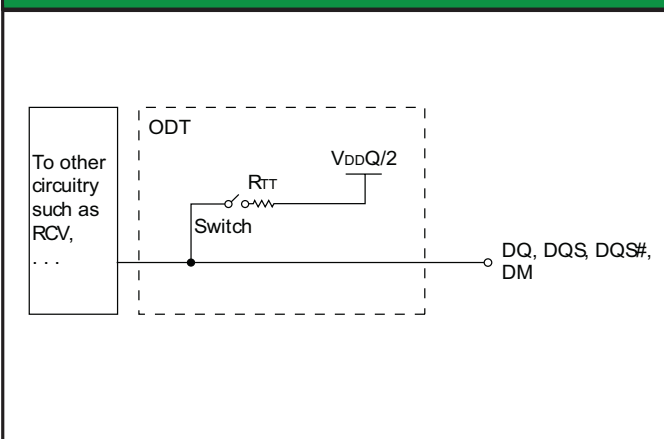 ODT
To other
circuitry
such as
RCV,
. . .
VDDQ/2
RTT
Switch
DQ, DQS, DQS#,
DM